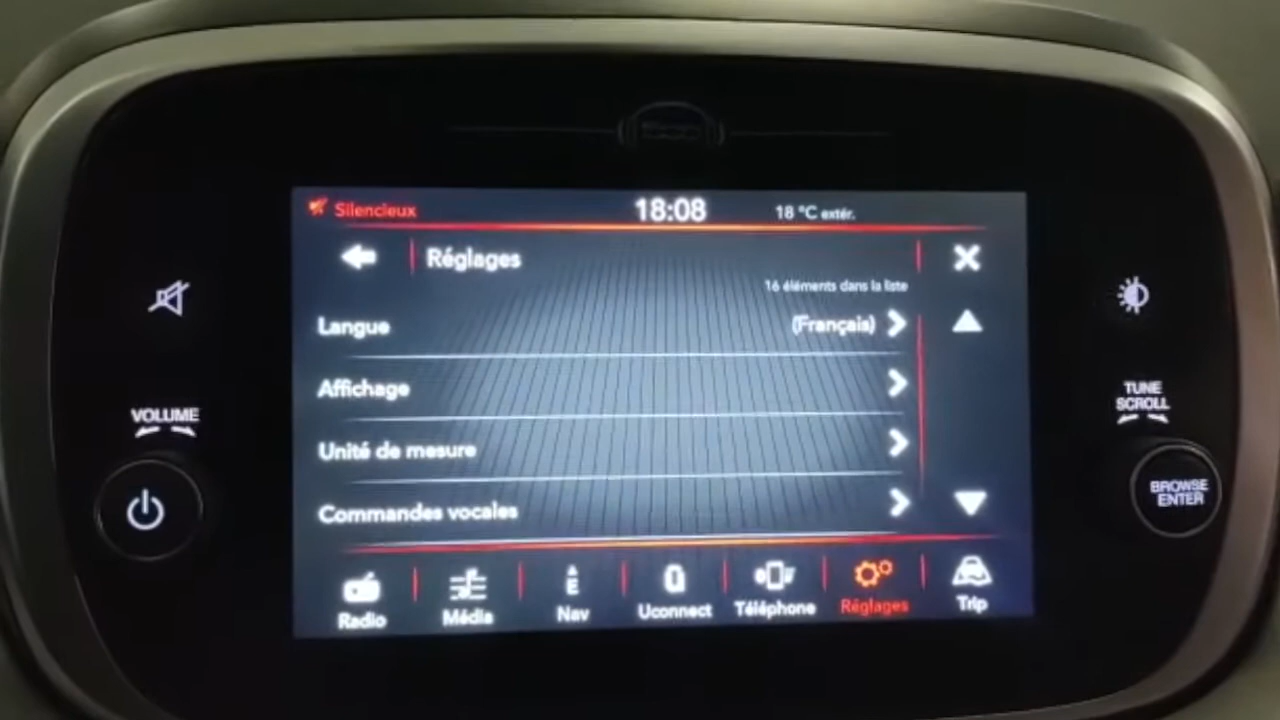 Silencieux 18:08 18 °C extér.
Réglages
16 éléments dans la liste
Langue (Français)
Affichage
Unité de mesure
Commandes vocales
Radio Média Nav Uconnect Téléphone Réglages Trip
E
VOLUME
TUNE
SCROLL
BROWSE
ENTER